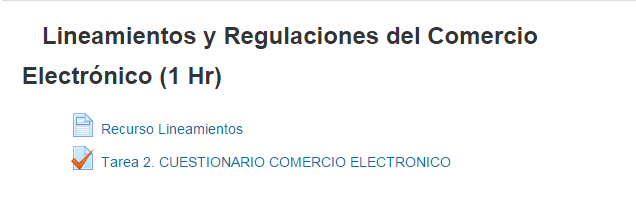 Lineamientos y Regulaciones del Comercio
Electrónico (1 Hr)
Recurso Lineamientos
Tarea 2. CUESTIONARIO COMERCIO ELECTRONICO